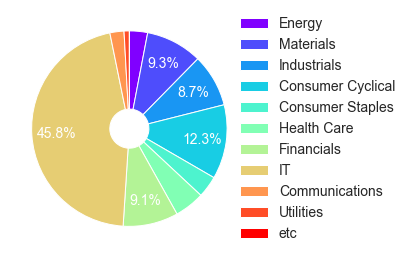 9.3%
8.7%
12.3%
9.1%
45.8%
Energy
Materials
Industrials
Consumer Cyclical
Consumer Staples
Health Care
Financials
IT
Communications
Utilities
etc